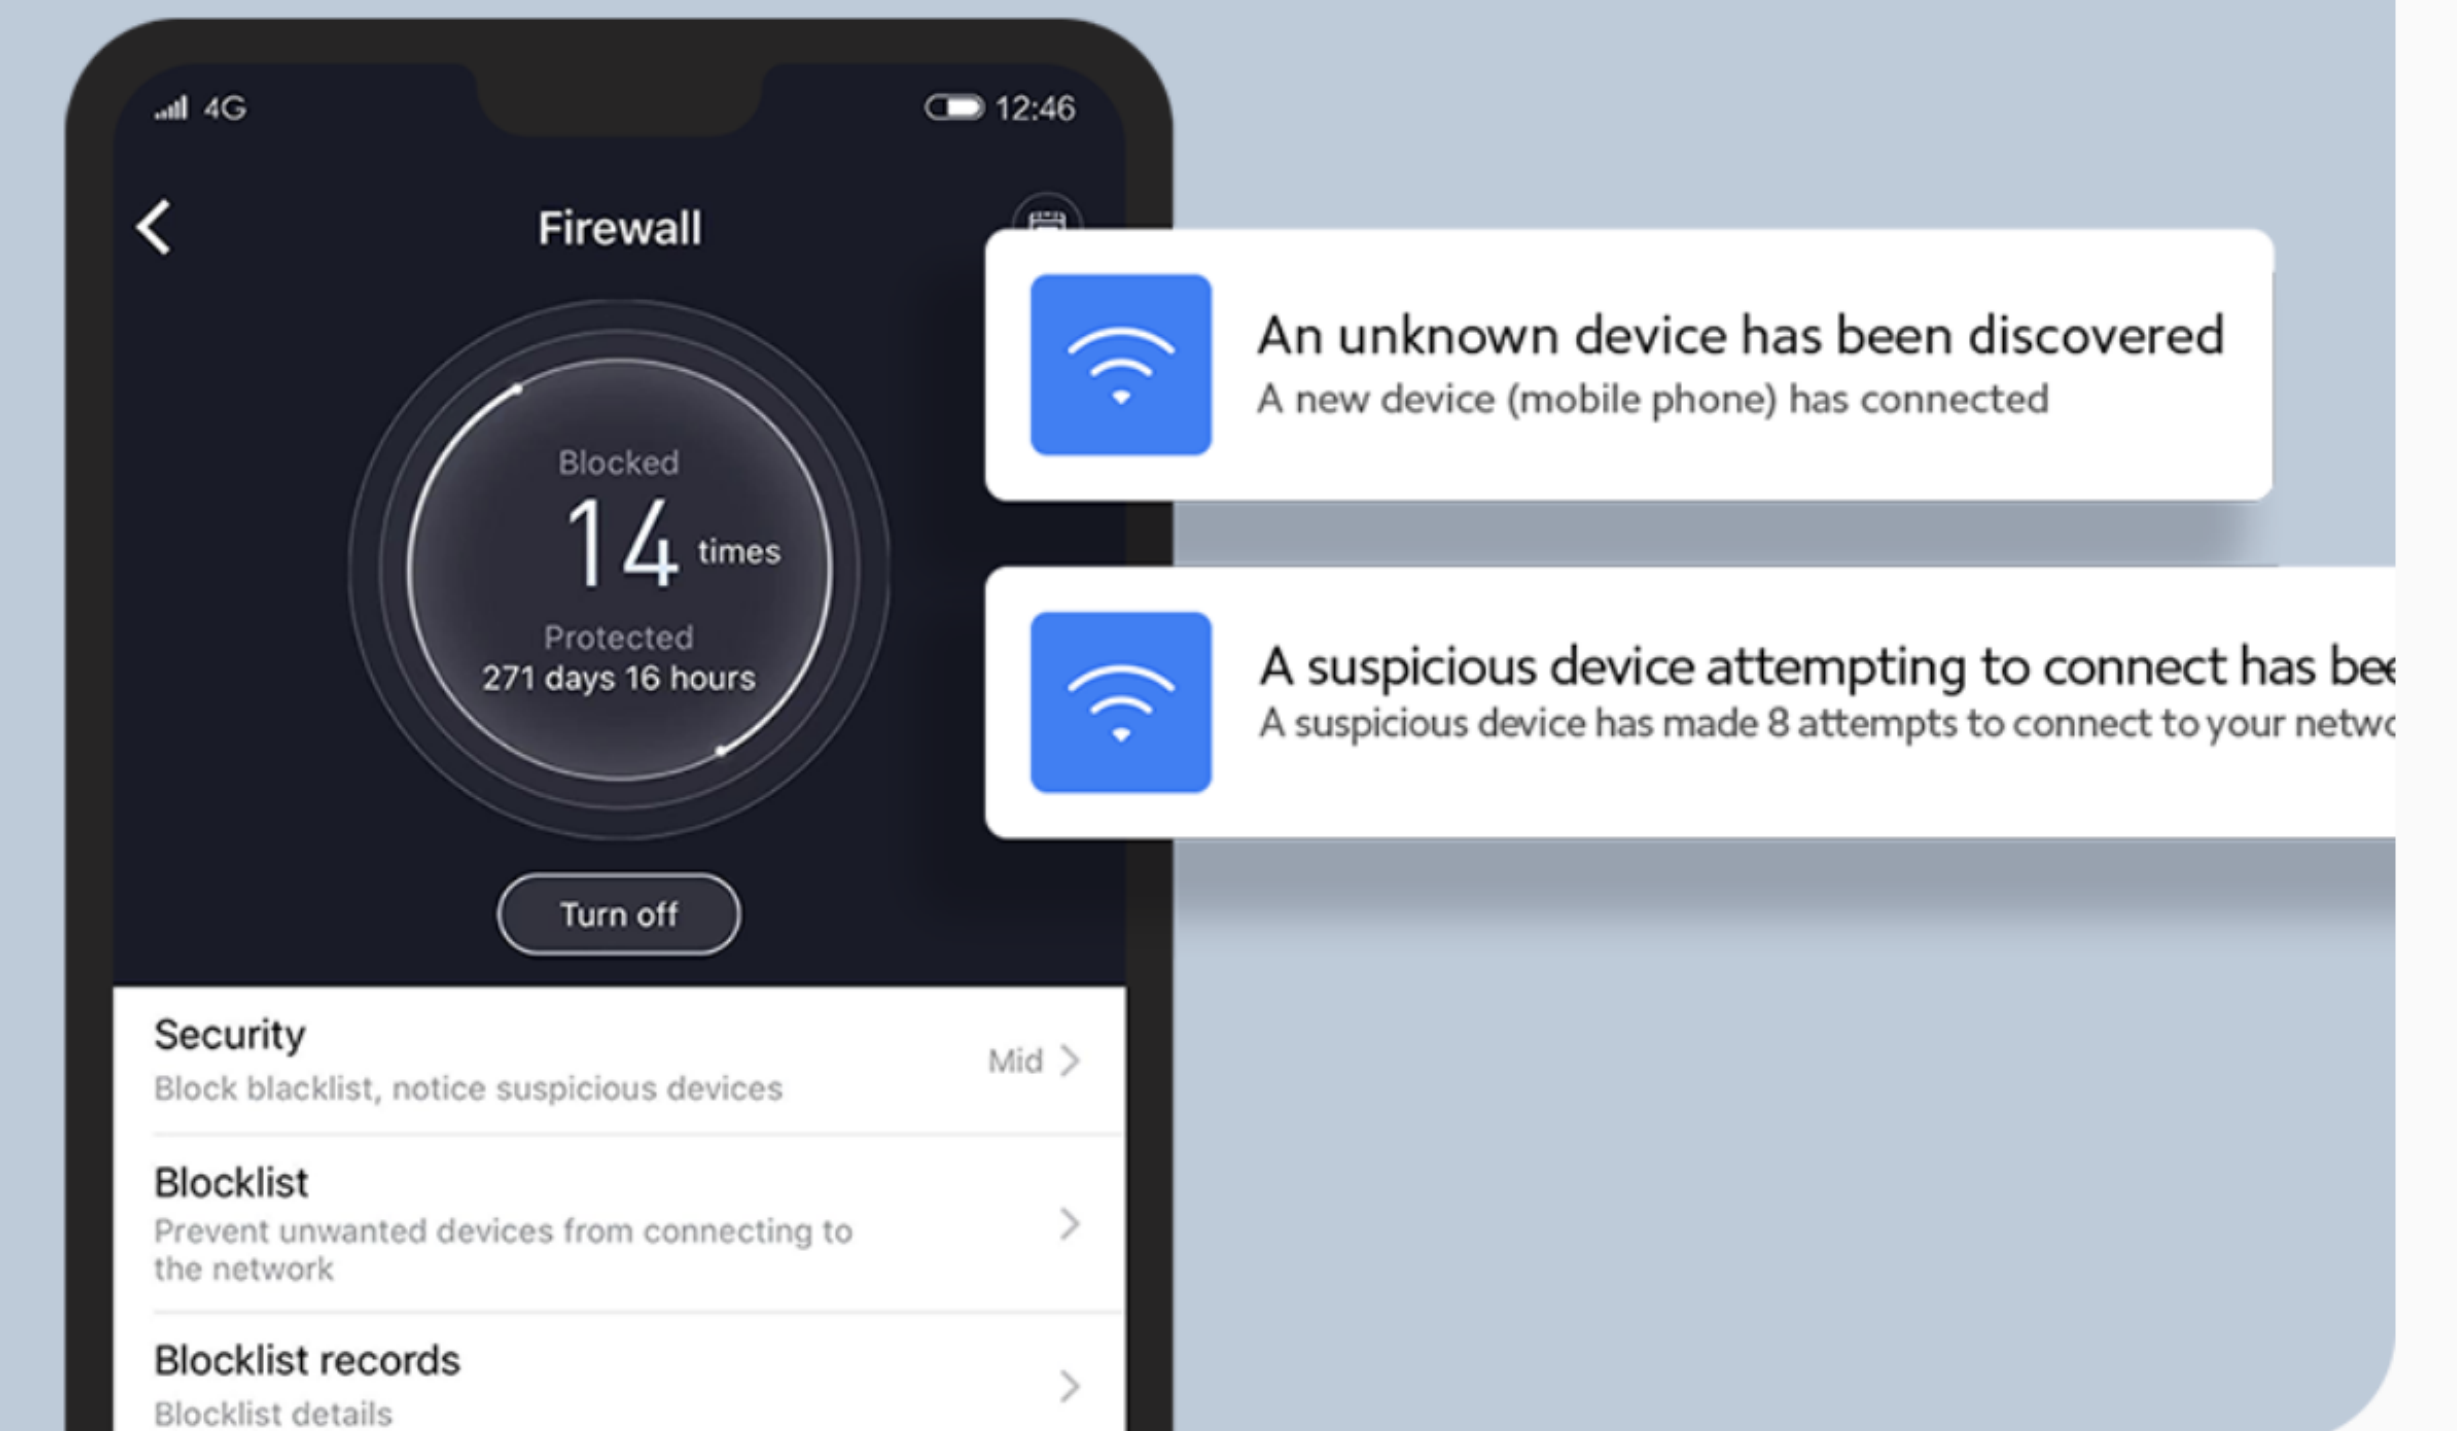 4G
12:46
Firewall
An unknown device has been discovered
A new device (mobile phone) has connected
Blocked
14 times
Protected
271 days 16 hours
A suspicious device attempting to connect has
A suspicious device has made 8 attempts to connect to your
Turn off
Security
Mid
Block blacklist, notice suspicious devices
Blocklist
Prevent unwanted devices from connecting to
the network
Blocklist records
Blocklist details